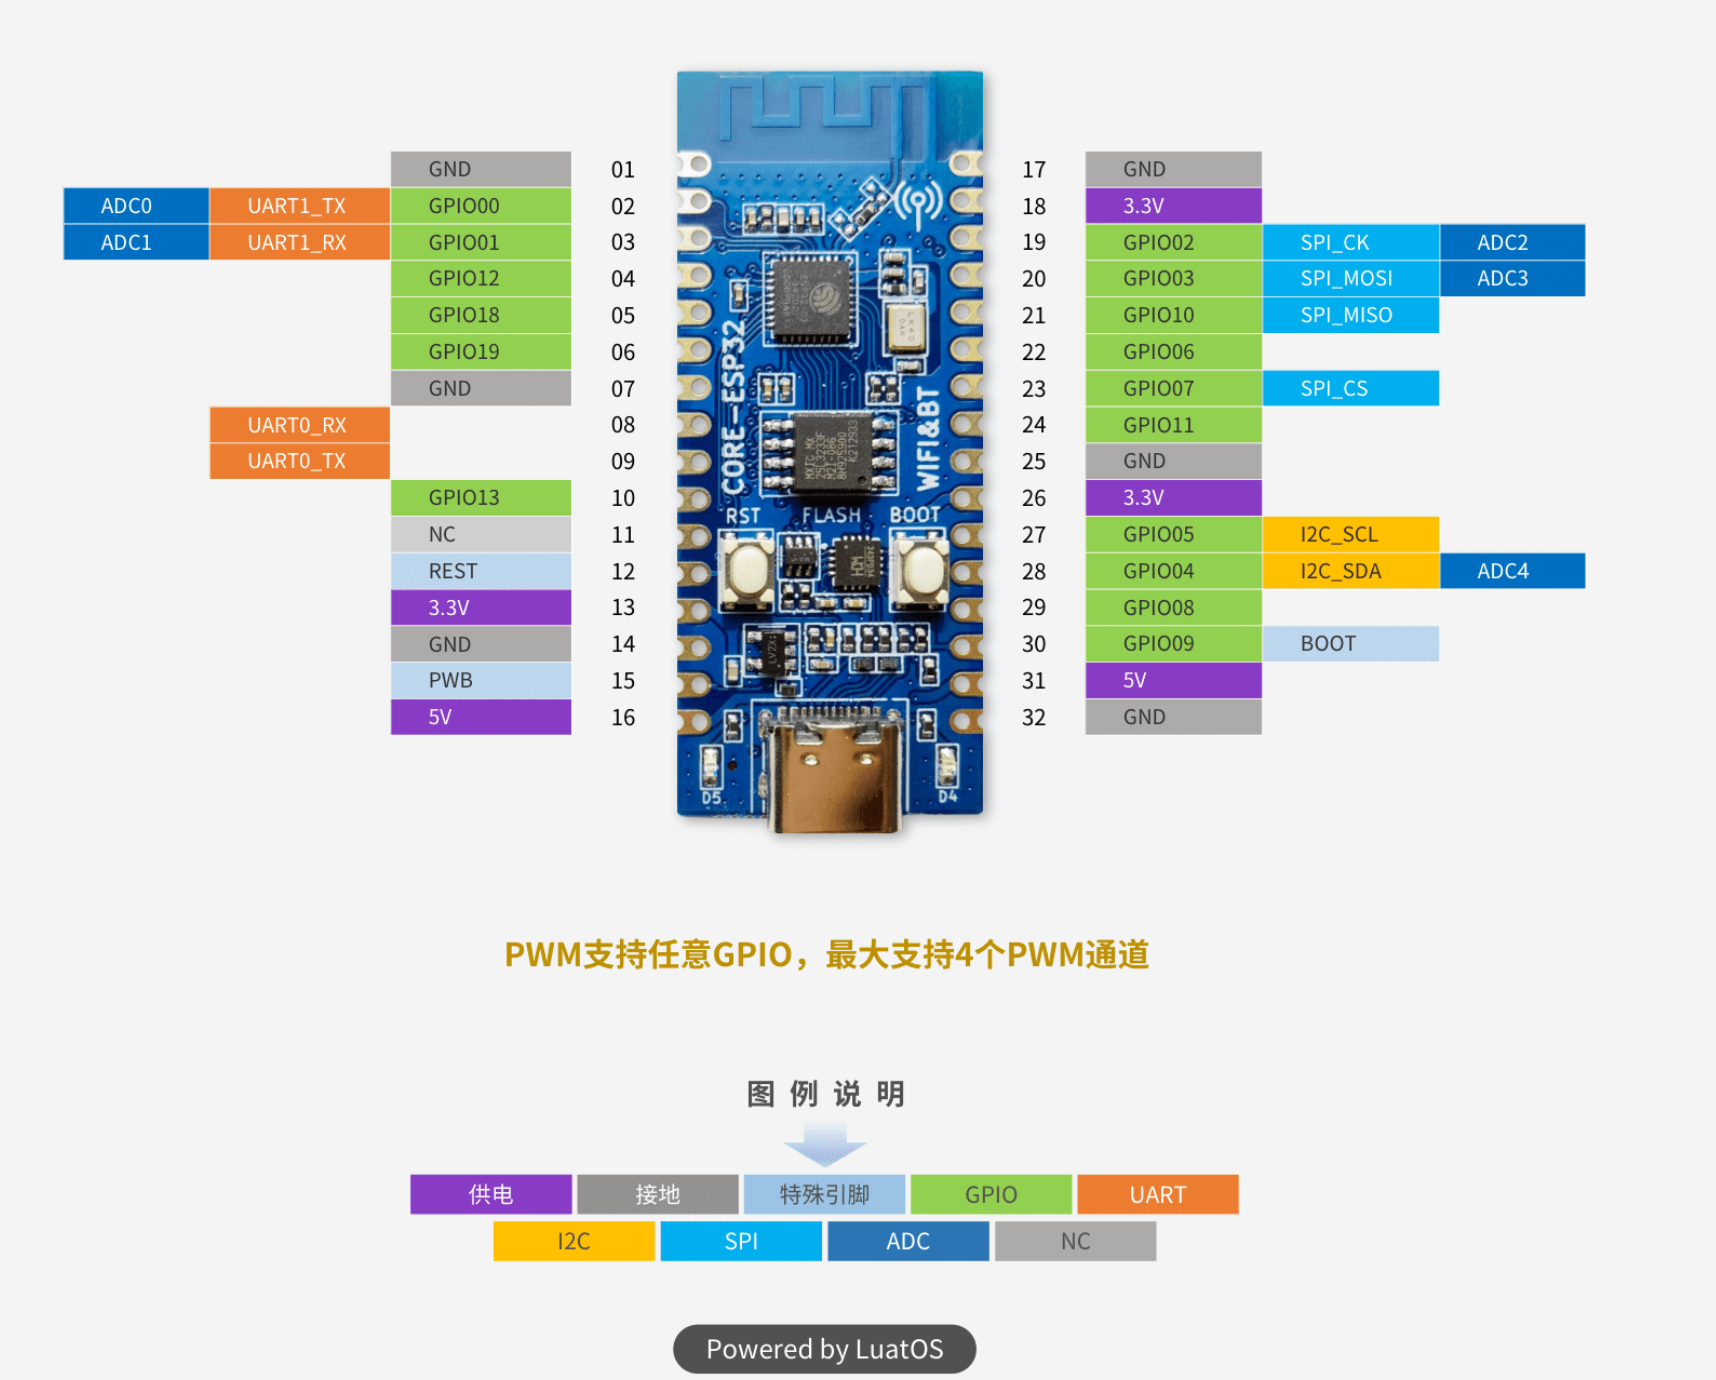 GND 01 17 GND
ADC0 UART1_TX GPIO00 02 18 3.3V
ADC1 UART1_RX GPIO01 03 19 GPIO02 SPI_CK ADC2
GPIO12 04 20 GPIO03 SPI_MOSI ADC3
GPIO18 05 21 GPIO10 SPI_MISO
GPIO19 06 22 GPIO06
GND 07 23 GPIO07 SPI_CS
UART0_RX 08 24 GPIO11
UART0_TX 09 25 GND
GPIO13 10 26 3.3V
NC 11 27 GPIO05 I2C_SCL
REST 12 28 GPIO04 I2C_SDA ADC4
3.3V 13 29 GPIO08
GND 14 30 GPIO09 BOOT
PWB 15 31 5V
5V 16 32 GND
CORE-ESP32
WIFI&BT
RST FLASH BOOT
WCH
D5 D4
PWM支持任意GPIO，最大支持4个PWM通道
图例说明
供电 接地 特殊引脚 GPIO UART
I2C SPI ADC NC
Powered by LuatOS